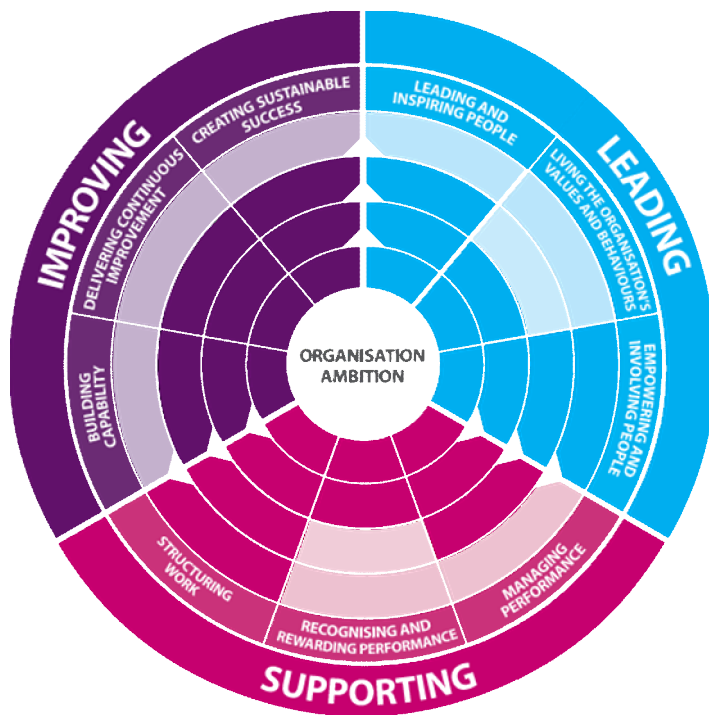 IMPROVING
LEADING
SUPPORTING
CREATING SUSTAINABLE
SUCCESS
LEADING AND
INSPIRING PEOPLE
LIVING THE ORGANISATION'S
VALUES AND BEHAVIOURS
EMPOWERING AND
INVOLVING PEOPLE
MANAGING
PERFORMANCE
RECOGNISING AND
REWARDING PERFORMANCE
STRUCTURING
WORK
BUILDING
CAPABILITY
DELIVERING CONTINUOUS
IMPROVEMENT
ORGANISATION
AMBITION